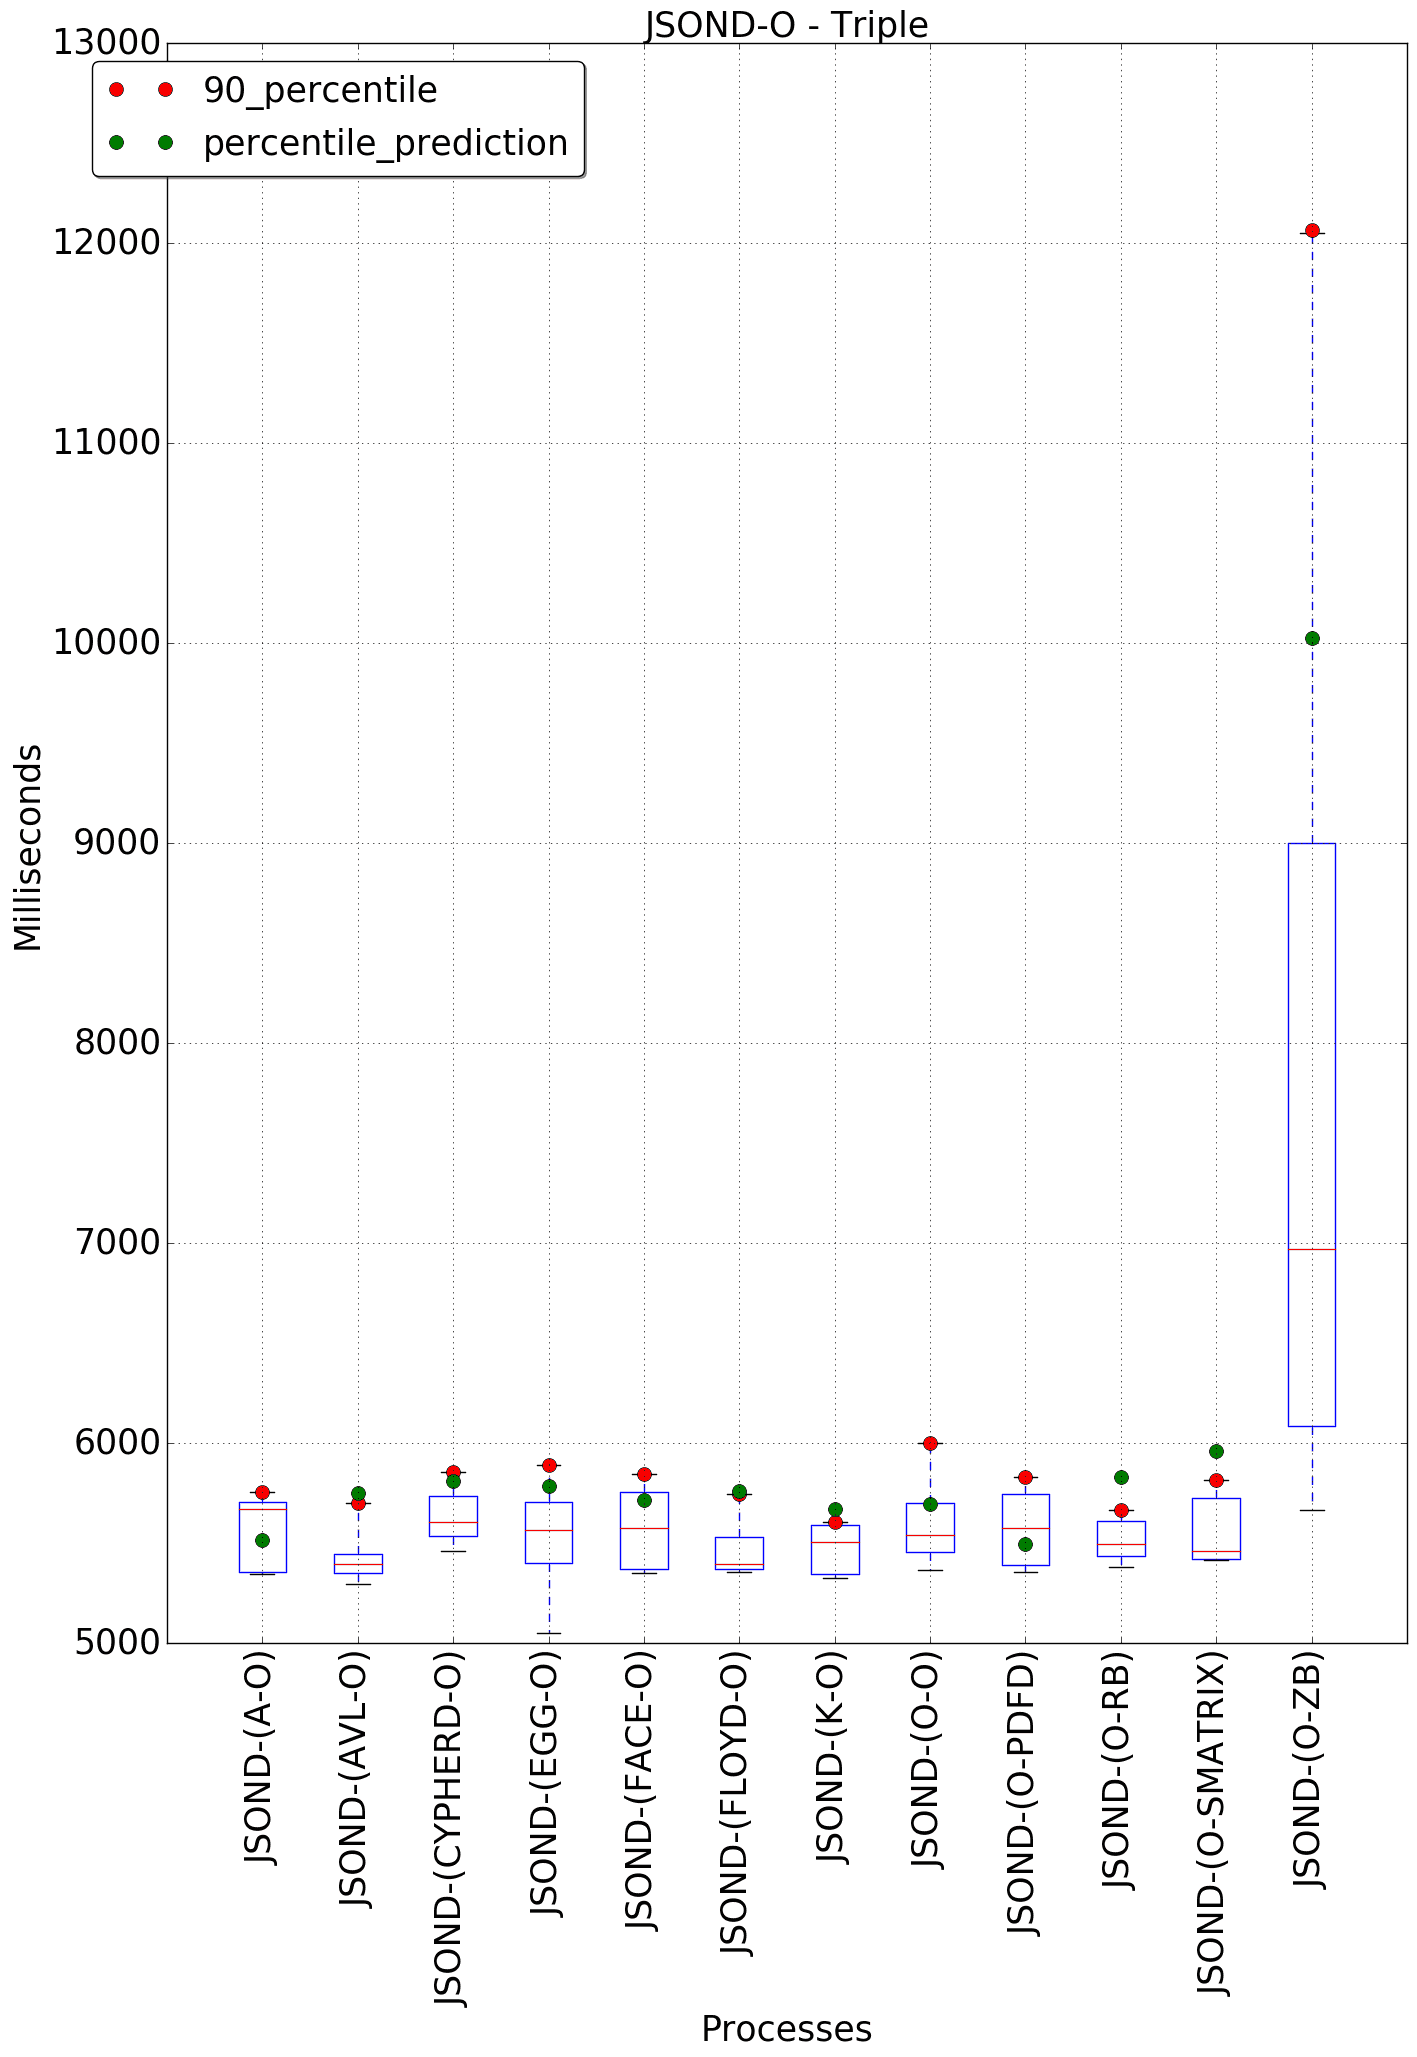 JSOND-O - Triple
90_percentile
percentile_prediction
13000
12000
11000
10000
9000
8000
7000
6000
5000
Milliseconds
JSOND-(A-O)
JSOND-(AVL-O)
JSOND-(CYPHERD-O)
JSOND-(EGG-O)
JSOND-(FACE-O)
JSOND-(FLOYD-O)
JSOND-(K-O)
JSOND-(O-O)
JSOND-(O-PDFD)
JSOND-(O-RB)
JSOND-(O-SMATRIX)
JSOND-(O-ZB)
Processes